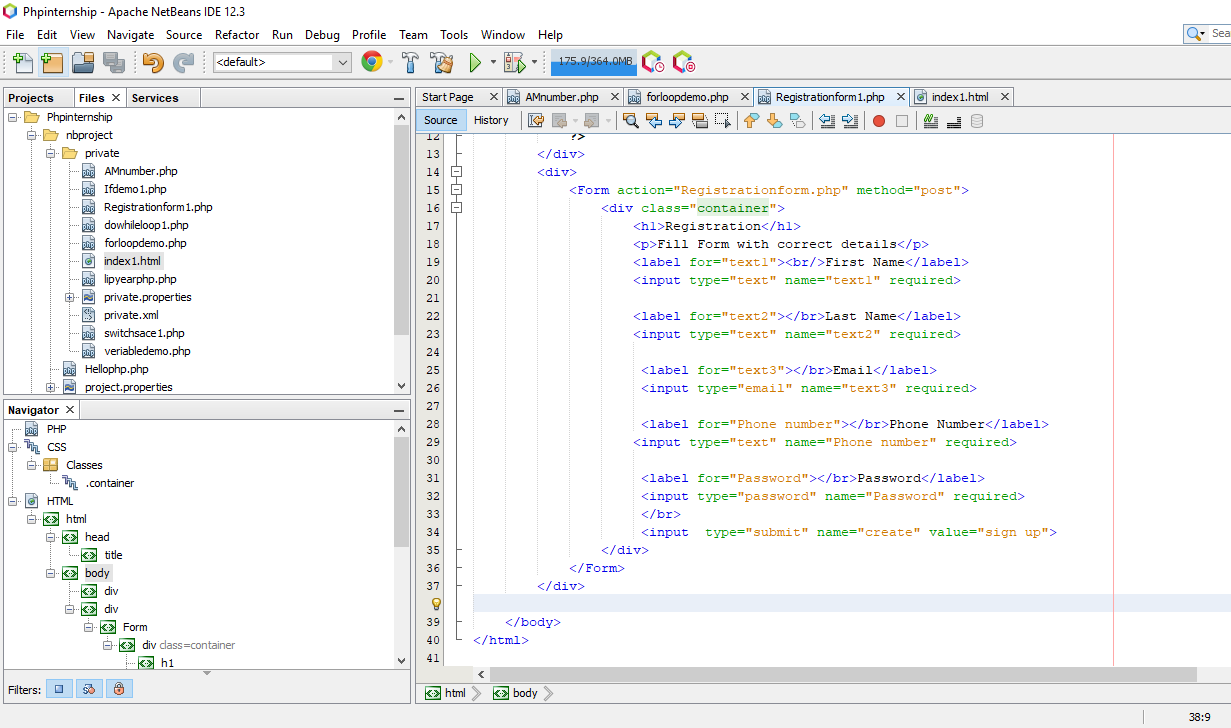 Phpinternship - Apache NetBeans IDE 12.3
File Edit View Navigate Source Refactor Run Debug Profile Team Tools Window Help
Sea
<default>
175.9/364.0MB
Projects Files Services
Phpinternship
nbproject
private
AMnumber.php
Ifdemo1.php
Registrationform1.php
dowhileloop1.php
forloopdemo.php
index1.html
lipyearphp.php
private.properties
private.xml
switchsace1.php
veriabledemo.php
Hellophp.php
project.properties
Navigator
PHP
CSS
Classes
.container
HTML
html
head
title
body
div
div
Form
div class=container
h1
Filters:
Start Page AMnumber.php forloopdemo.php Registrationform1.php index1.html
Source History
12 ?>
13 </div>
14 <div>
15 <Form action="Registrationform.php" method="post">
16 <div class="container">
17 <h1>Registration</h1>
18 <p>Fill Form with correct details</p>
19 <label for="text1"><br/>First Name</label>
20 <input type="text" name="text1" required>
21
22 <label for="text2"></br>Last Name</label>
23 <input type="text" name="text2" required>
24
25 <label for="text3"></br>Email</label>
26 <input type="email" name="text3" required>
27
28 <label for="Phone number"></br>Phone Number</label>
29 <input type="text" name="Phone number" required>
30
31 <label for="Password"></br>Password</label>
32 <input type="password" name="Password" required>
33 </br>
34 <input  type="submit" name="create" value="sign up">
35 </div>
36 </Form>
37 </div>
39 </body>
40 </html>
41
html body
38:9